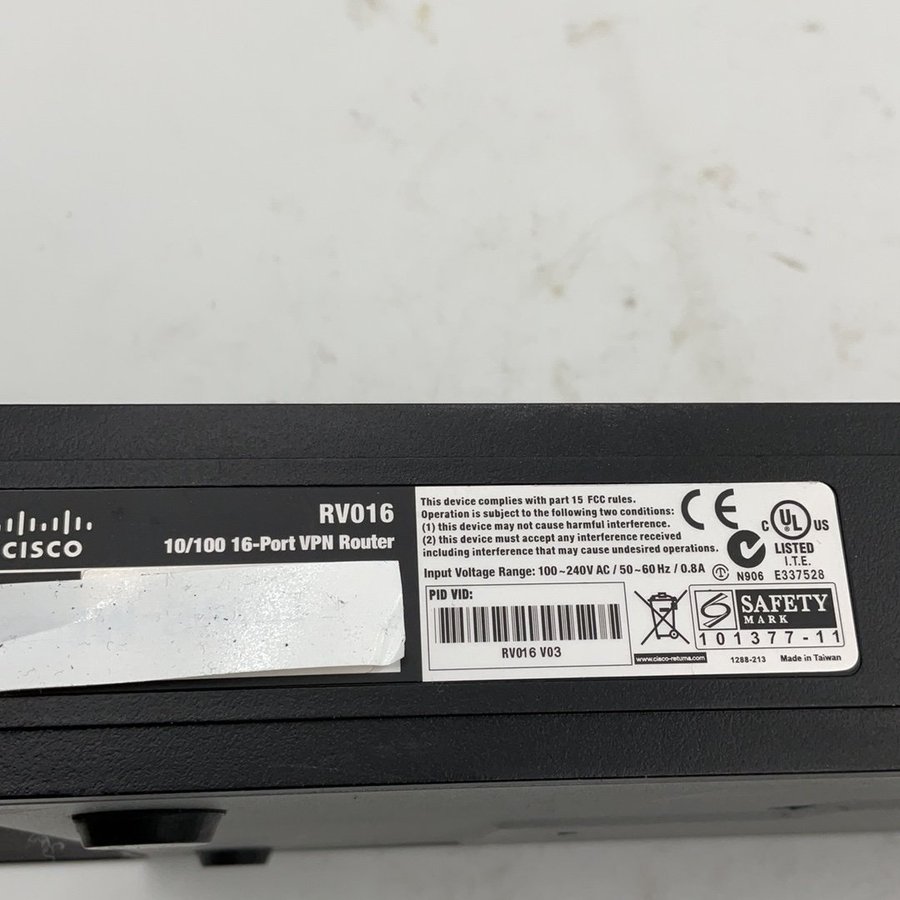 CISCO
RV016
10/100 16-Port VPN Router
This device complies with part 15 FCC rules.
Operation is subject to the following two conditions:
(1) this device may not cause harmful interference.
(2) this device must accept any interference received
including interference that may cause undesired operations.
Input Voltage Range: 100~240V AC / 50~60 Hz / 0.8A
CE
C UL US
LISTED
I.T.E.
N906 E337528
PID VID:
RV016 V03
www.cisco-returns.com
SAFETY
MARK
101377-11
1288-213 Made in Taiwan